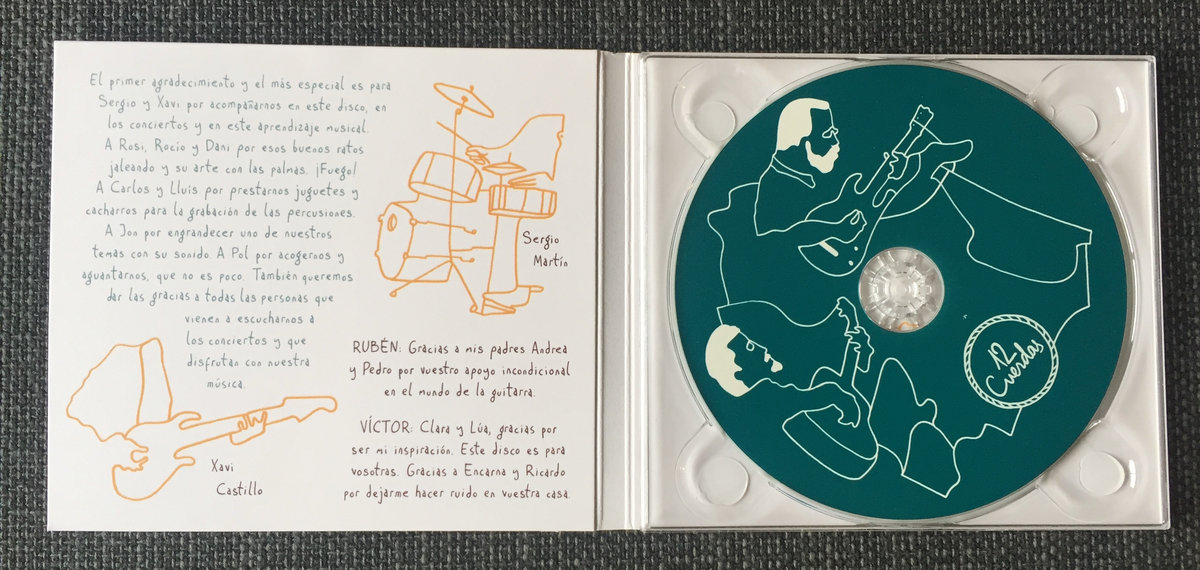 El primer agradecimiento y el más especial es para
Sergio y Xavi por acompañarnos en este disco, en
los conciertos y en este aprendizaje musical.
A Rosi, Rocío y Dani por esos buenos ratos
jaleando y su arte con las palmas. ¡Fuego!
A Carlos y Lluís por prestarnos juguetes y
cacharros para la grabación de las percusiones.
A Jon por engrandecer uno de nuestros
temas con su sonido. A Pol por acogernos y
aguantarnos, que no es poco. También queremos
dar las gracias a todas las personas que
vienen a escucharnos a
los conciertos y que
disfrutan con nuestra
música.
Xavi
Castillo
Sergio
Martín
RUBÉN: Gracias a mis padres Andrea
y Pedro por vuestro apoyo incondicional
en el mundo de la guitarra.
VÍCTOR: Clara y Lúa, gracias por
ser mi inspiración. Este disco es para
vosotras. Gracias a Encarna y Ricardo
por dejarme hacer ruido en vuestra casa.
12
Cuerdas